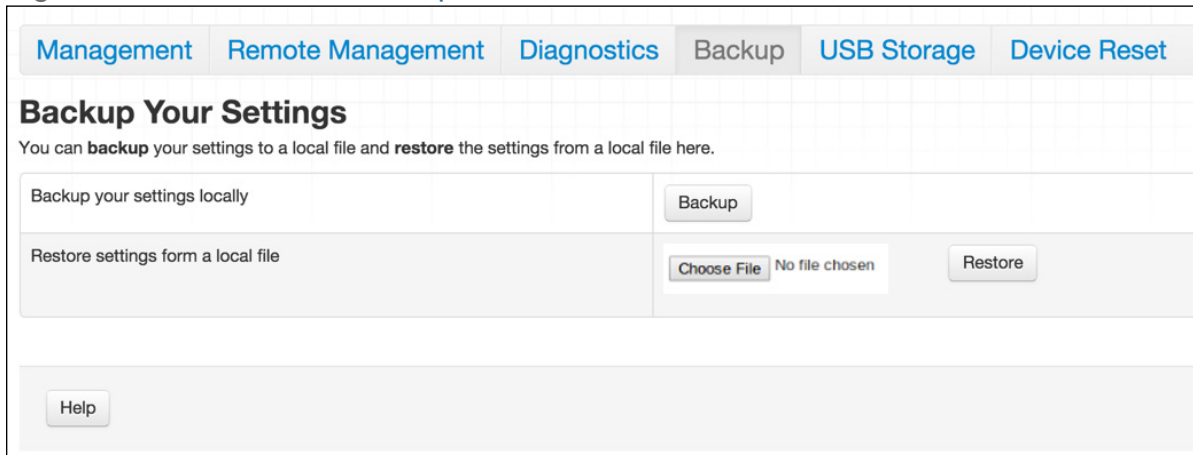 Management Remote Management Diagnostics Backup USB Storage Device Reset
Backup Your Settings
You can backup your settings to a local file and restore the settings from a local file here.
Backup your settings locally Backup
Restore settings form a local file Choose File No file chosen Restore
Help